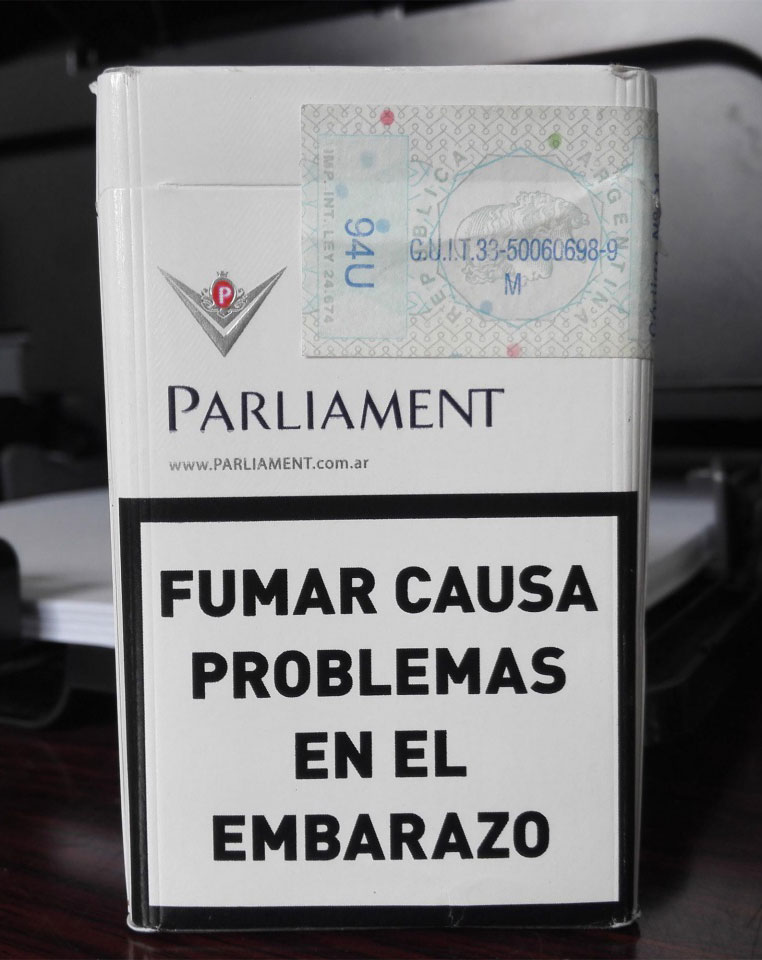 IMP. INT. LEY 24.674
94U
REPUBLICA ARGENTINA
C.U.I.T.33-50060698-9
M
P
PARLIAMENT
www.PARLIAMENT.com.ar
FUMAR CAUSA
PROBLEMAS
EN EL
EMBARAZO